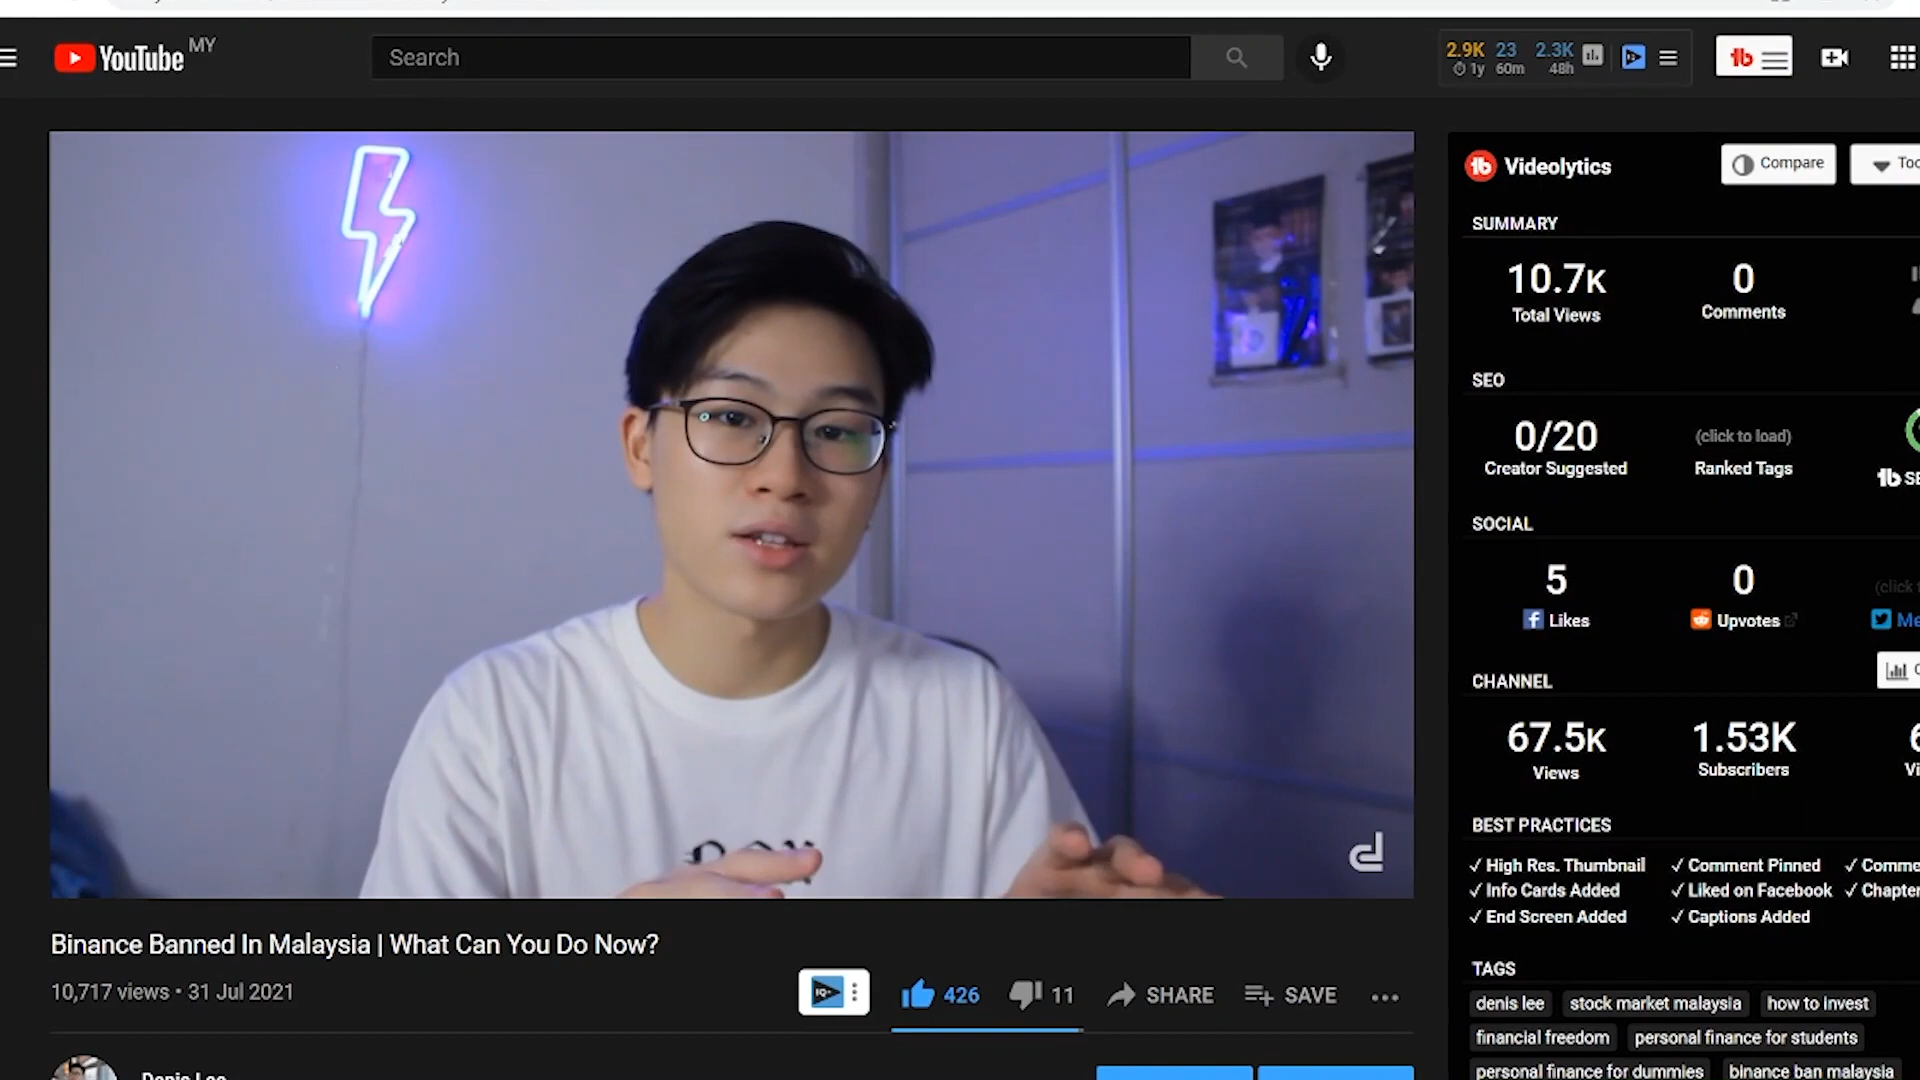 YouTube MY
Search
2.9K 23 2.3K
1y 60m 48h
Videolytics
Compare
SUMMARY
10.7K 0
Total Views Comments
SEO
0/20 (click to load)
Creator Suggested Ranked Tags
SOCIAL
5 0
Likes Upvotes
CHANNEL
67.5K 1.53K
Views Subscribers
BEST PRACTICES
✓ High Res. Thumbnail ✓ Comment Pinned
✓ Info Cards Added ✓ Liked on Facebook
✓ End Screen Added ✓ Captions Added
TAGS
denis lee stock market malaysia how to invest
financial freedom personal finance for students
personal finance for dummies binance ban malaysia
Binance Banned In Malaysia | What Can You Do Now?
10,717 views • 31 Jul 2021
426 11 SHARE SAVE
Denis Lee